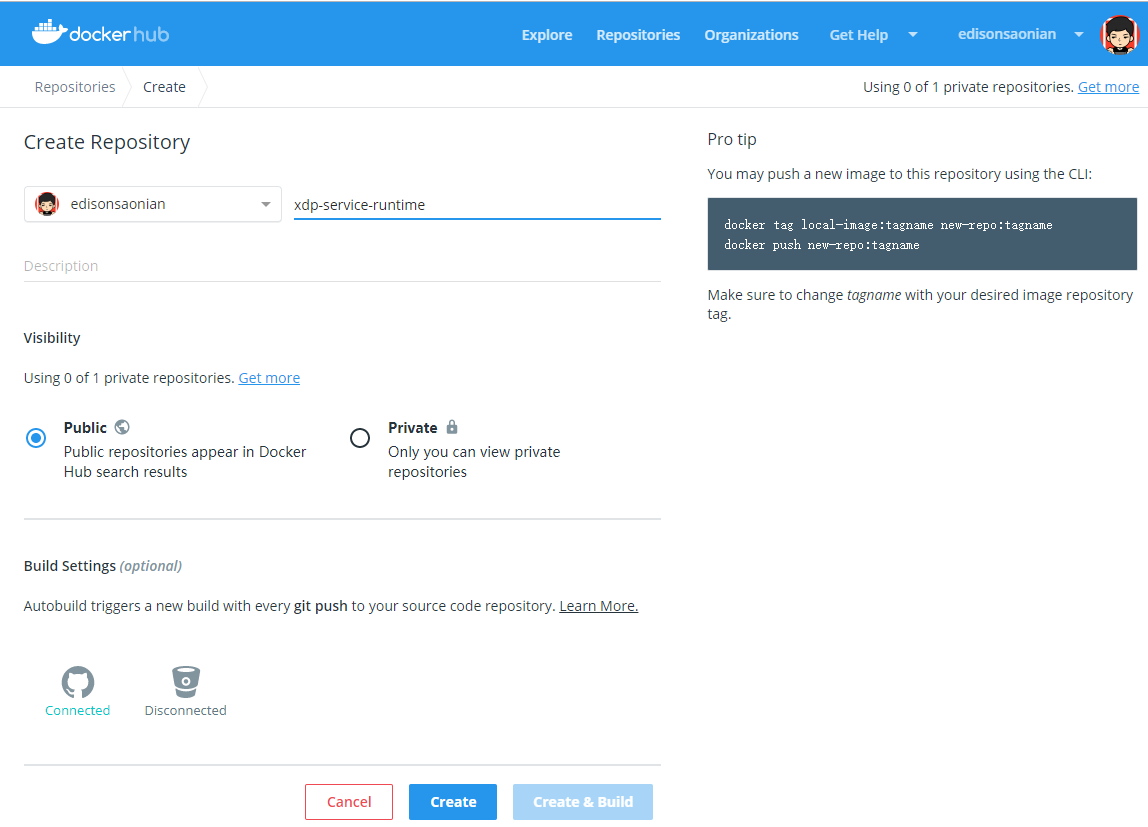 docker hub
Explore Repositories Organizations Get Help edisonsaonian
Repositories Create Using 0 of 1 private repositories. Get more
Create Repository
edisonsaonian xdp-service-runtime
Description
Visibility
Using 0 of 1 private repositories. Get more
Public
Public repositories appear in Docker
Hub search results
Private
Only you can view private
repositories
Build Settings (optional)
Autobuild triggers a new build with every git push to your source code repository. Learn More.
Connected Disconnected
Cancel Create Create & Build
Pro tip
You may push a new image to this repository using the CLI:
docker tag local-image:tagname new-repo:tagname
docker push new-repo:tagname
Make sure to change tagname with your desired image repository
tag.